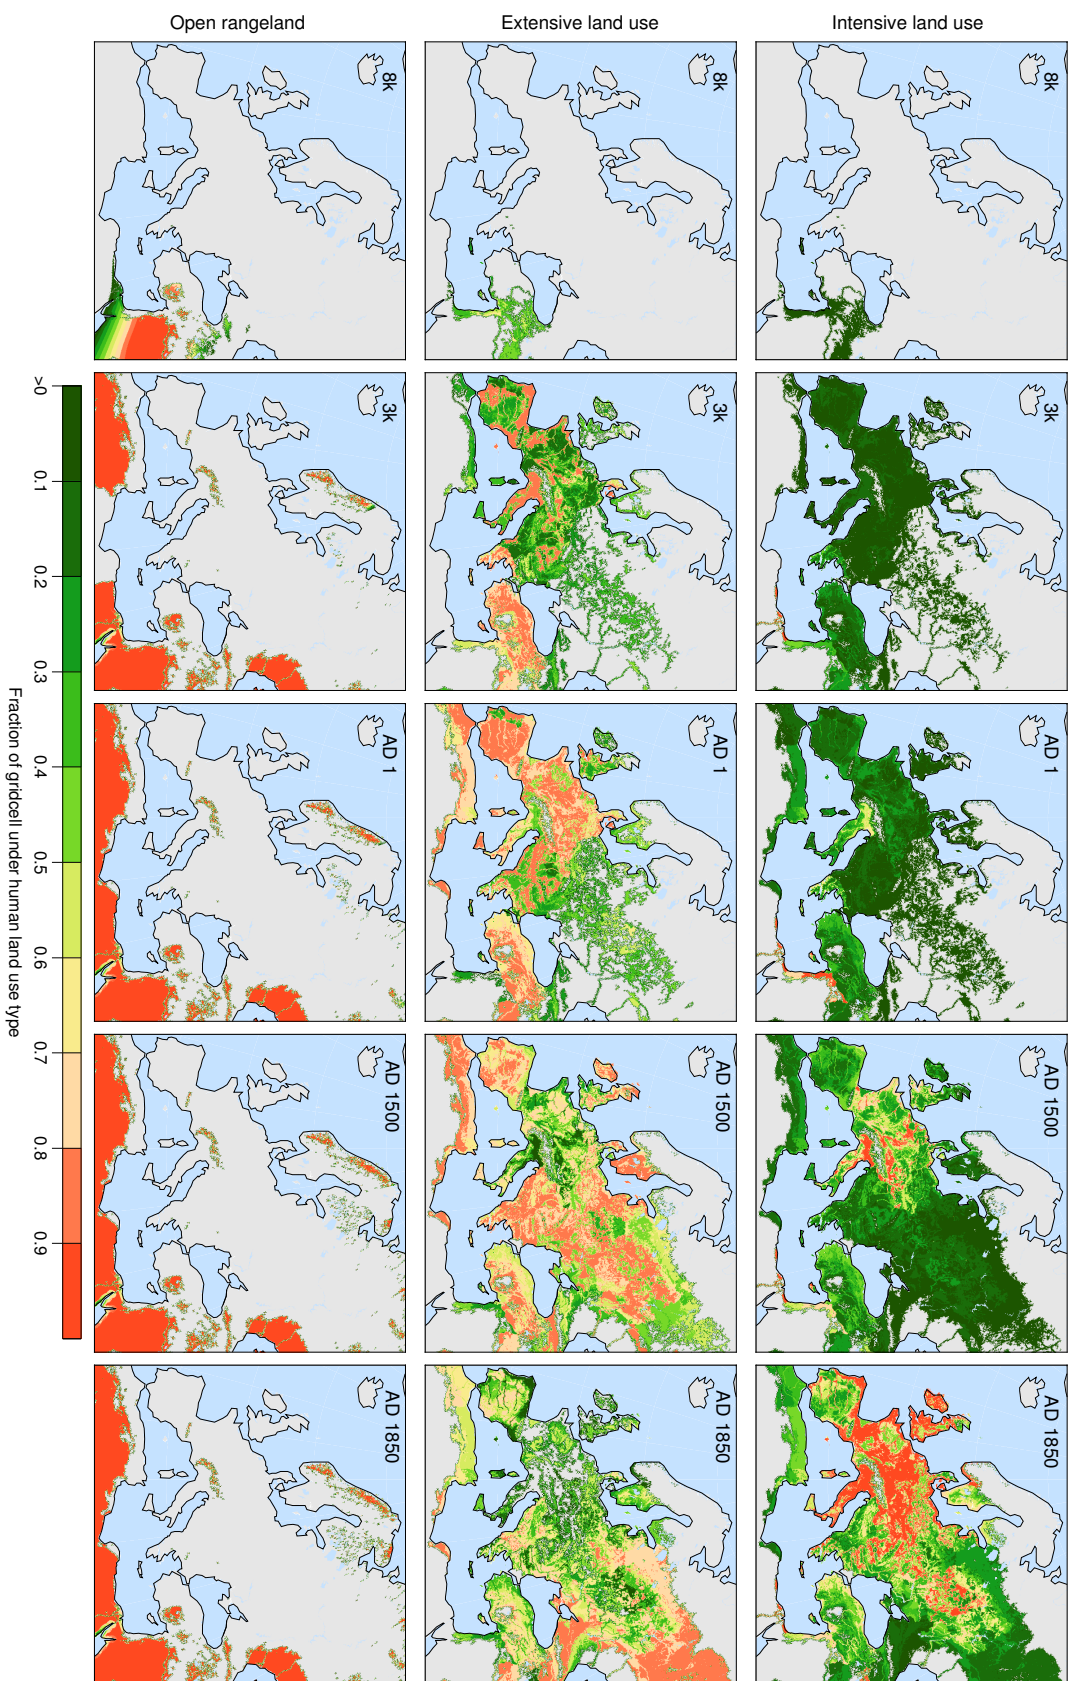 Open rangeland
Extensive land use
Intensive land use
8k
8k
8k
3k
3k
3k
AD 1
AD 1
AD 1
AD 1500
AD 1500
AD 1500
AD 1850
AD 1850
AD 1850
>0
0.1
0.2
0.3
0.4
0.5
0.6
0.7
0.8
0.9
Fraction of gridcell under human land use type